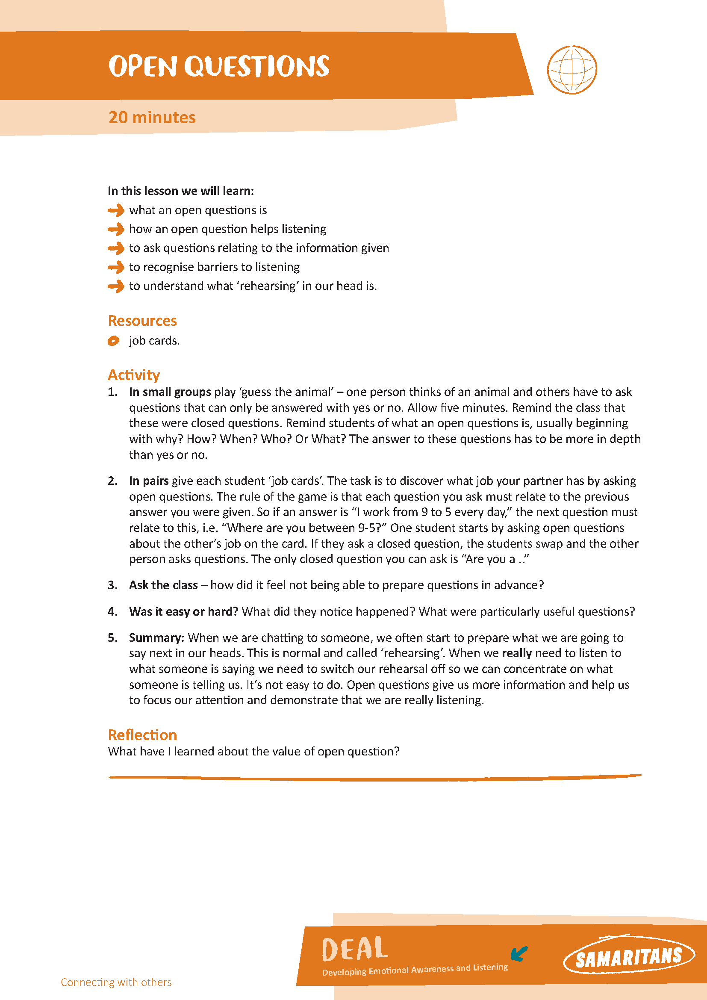 OPEN QUESTIONS
20 minutes
In this lesson we will learn:
what an open questions is
how an open question helps listening
to ask questions relating to the information given
to recognise barriers to listening
to understand what ‘rehearsing’ in our head is.
Resources
job cards.
Activity
1. In small groups play ‘guess the animal’ – one person thinks of an animal and others have to ask
questions that can only be answered with yes or no. Allow five minutes. Remind the class that
these were closed questions. Remind students of what an open questions is, usually beginning
with why? How? When? Who? Or What? The answer to these questions has to be more in depth
than yes or no.
2. In pairs give each student ‘job cards’. The task is to discover what job your partner has by asking
open questions. The rule of the game is that each question you ask must relate to the previous
answer you were given. So if an answer is “I work from 9 to 5 every day,” the next question must
relate to this, i.e. “Where are you between 9-5?” One student starts by asking open questions
about the other’s job on the card. If they ask a closed question, the students swap and the other
person asks questions. The only closed question you can ask is “Are you a ..”
3. Ask the class – how did it feel not being able to prepare questions in advance?
4. Was it easy or hard? What did they notice happened? What were particularly useful questions?
5. Summary: When we are chatting to someone, we often start to prepare what we are going to
say next in our heads. This is normal and called ‘rehearsing’. When we really need to listen to
what someone is saying we need to switch our rehearsal off so we can concentrate on what
someone is telling us. It’s not easy to do. Open questions give us more information and help us
to focus our attention and demonstrate that we are really listening.
Reflection
What have I learned about the value of open question?
DEAL
Developing Emotional Awareness and Listening
SAMARITANS
Connecting with others